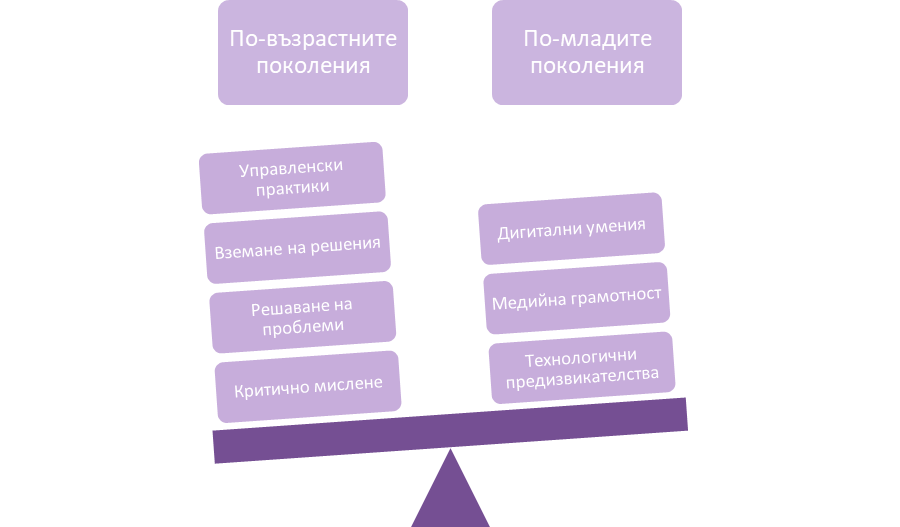 По-възрастните
поколения
По-младите
поколения
Управленски
практики
Вземане на решения
Решаване на
проблеми
Критично мислене
Дигитални умения
Медийна грамотност
Технологични
предизвикателства